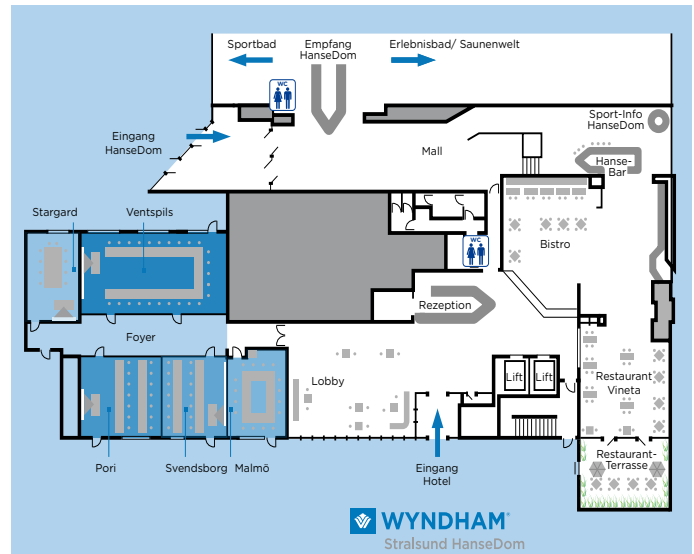 Sportbad
Empfang
HanseDom
Erlebnisbad/ Saunenwelt
WC
Sport-Info
HanseDom
Eingang
HanseDom
Mall
Hanse-
Bar
Stargard
Ventspils
WC
Bistro
Rezeption
Foyer
Lobby
Lift
Lift
Restaurant
Vineta
Pori
Svendsborg
Malmö
Eingang
Hotel
Restaurant-
Terrasse
WYNDHAM®
Stralsund HanseDom